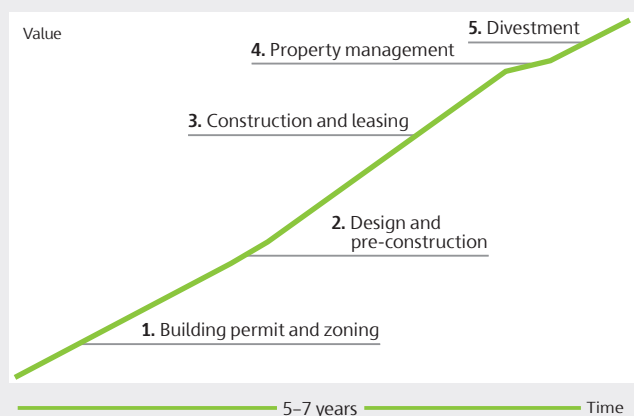 Value
5. Divestment
4. Property management
3. Construction and leasing
2. Design and
pre-construction
1. Building permit and zoning
5–7 years
Time